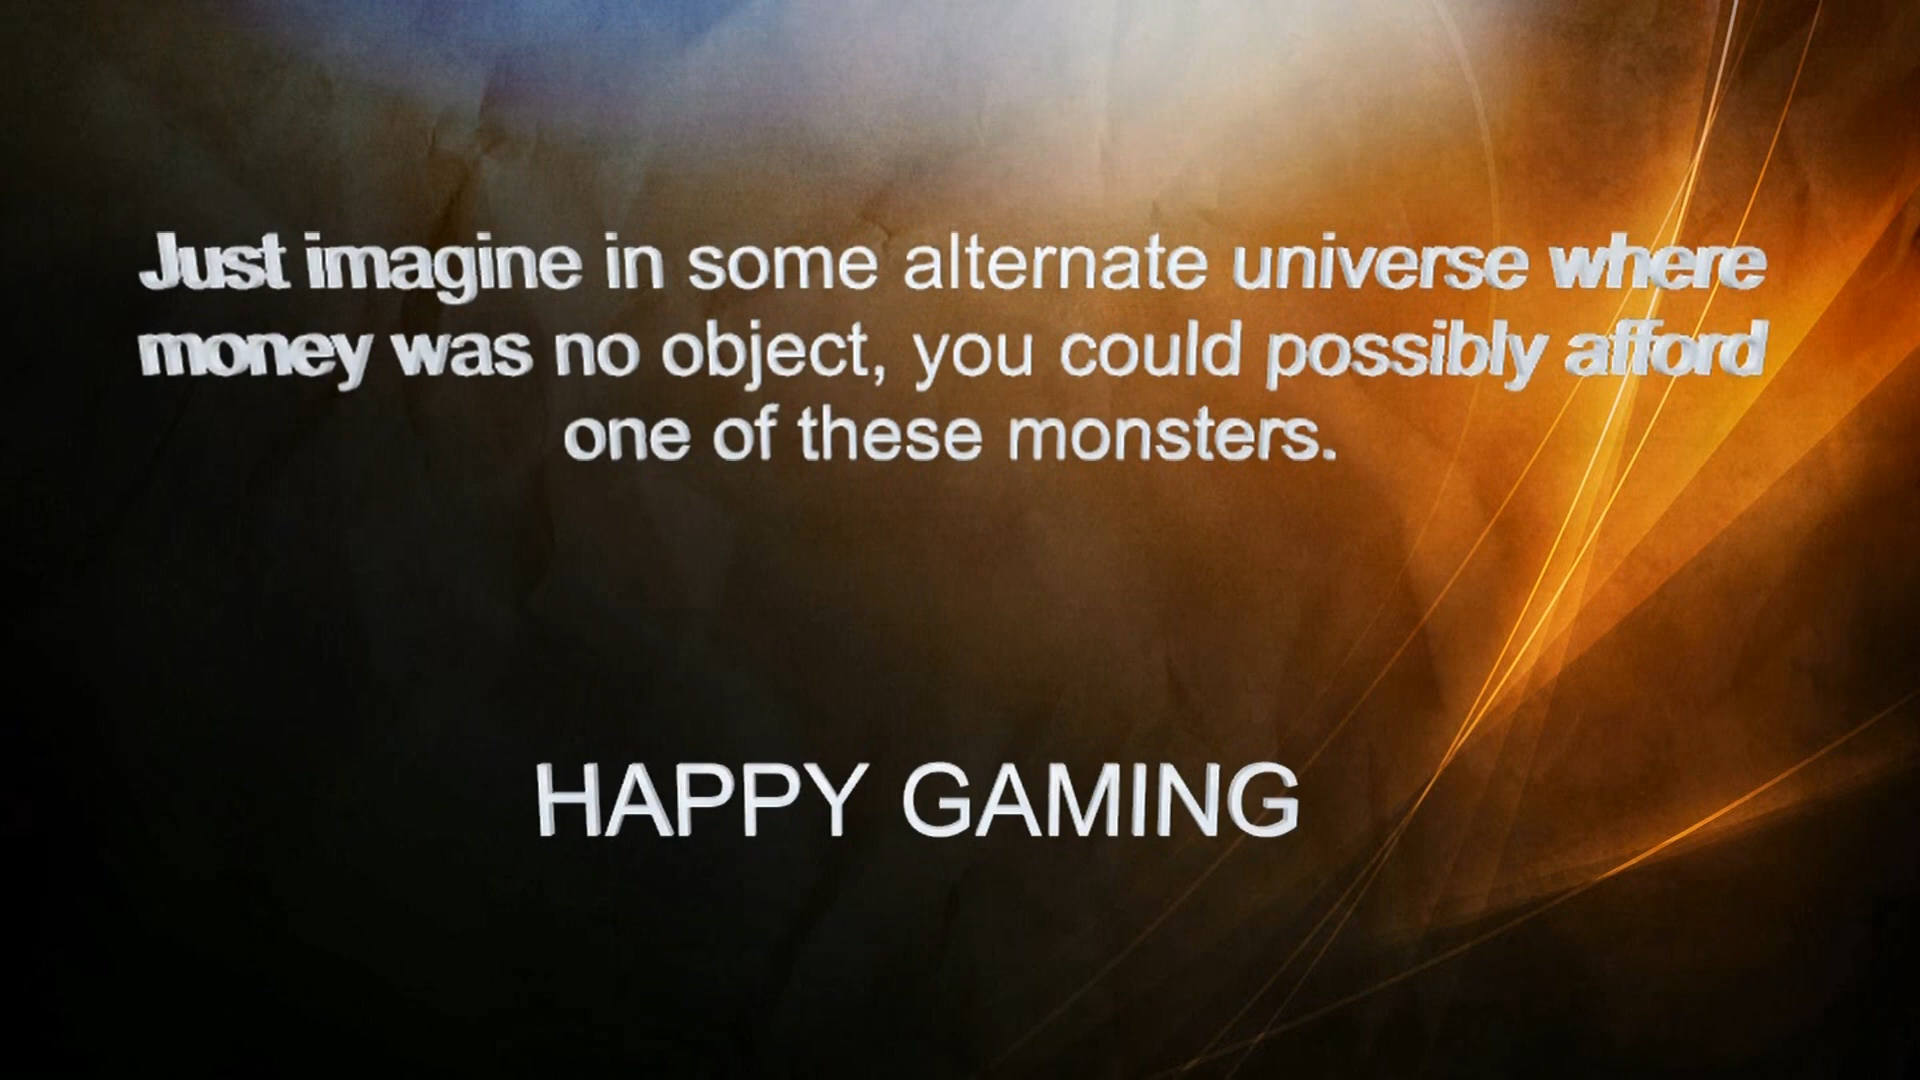 Just imagine in some alternate universe where
money was no object, you could possibly afford
one of these monsters.
HAPPY GAMING